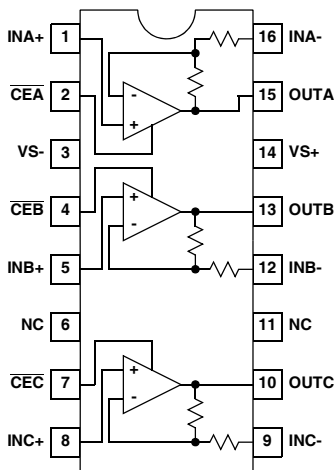 INA+ 1 16 INA-
CEA 2 15 OUTA
VS- 3 14 VS+
CEB 4 13 OUTB
INB+ 5 12 INB-
NC 6 11 NC
CEC 7 10 OUTC
INC+ 8 9 INC-
-
+
+
-
+
-